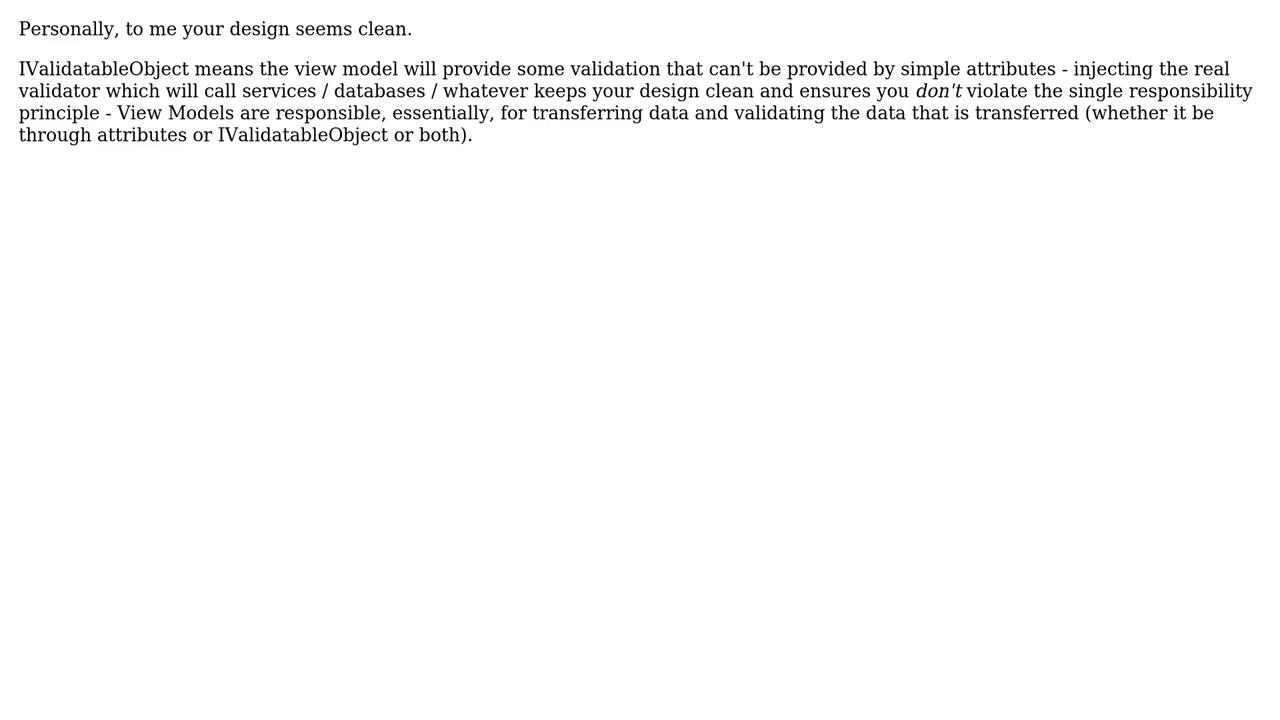 Personally, to me your design seems clean.
IValidatableObject means the view model will provide some validation that can't be provided by simple attributes - injecting the real
validator which will call services / databases / whatever keeps your design clean and ensures you don't violate the single responsibility
principle - View Models are responsible, essentially, for transferring data and validating the data that is transferred (whether it be
through attributes or IValidatableObject or both).